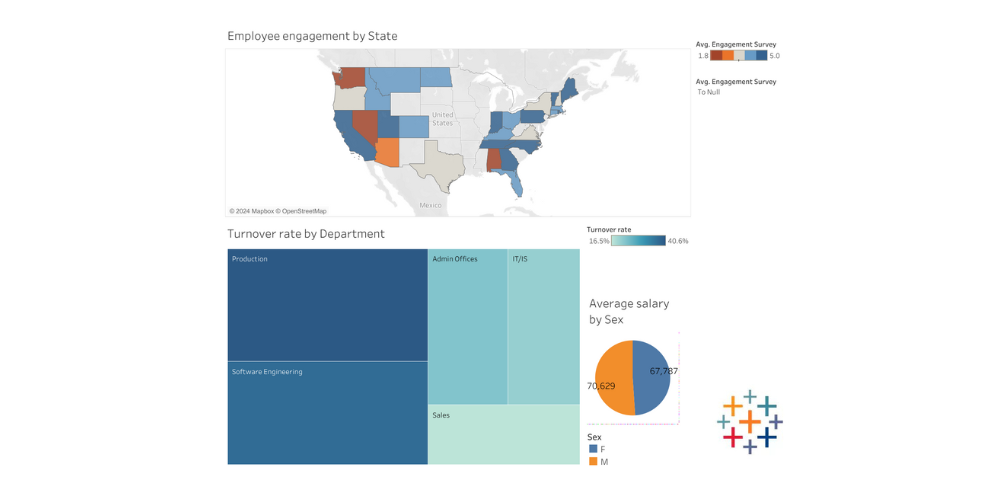 Employee engagement by State
Avg. Engagement Survey
1.8 5.0
Avg. Engagement Survey
To Null
United
States
Mexico
© 2024 Mapbox © OpenStreetMap
Turnover rate by Department
Turnover rate
16.5% 40.6%
Production
Admin Offices
IT/IS
Software Engineering
Sales
Average salary
by Sex
67,787
70,629
Sex
F
M